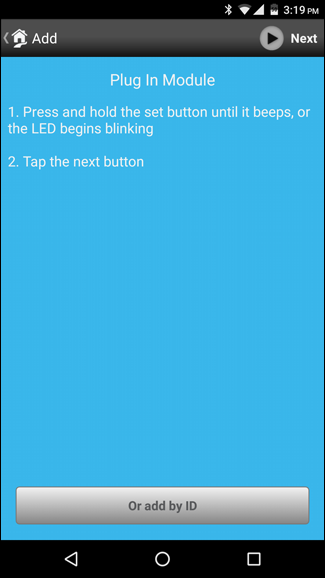 3:19 PM
Add
Next
Plug In Module
1. Press and hold the set button until it beeps, or
the LED begins blinking
2. Tap the next button
Or add by ID